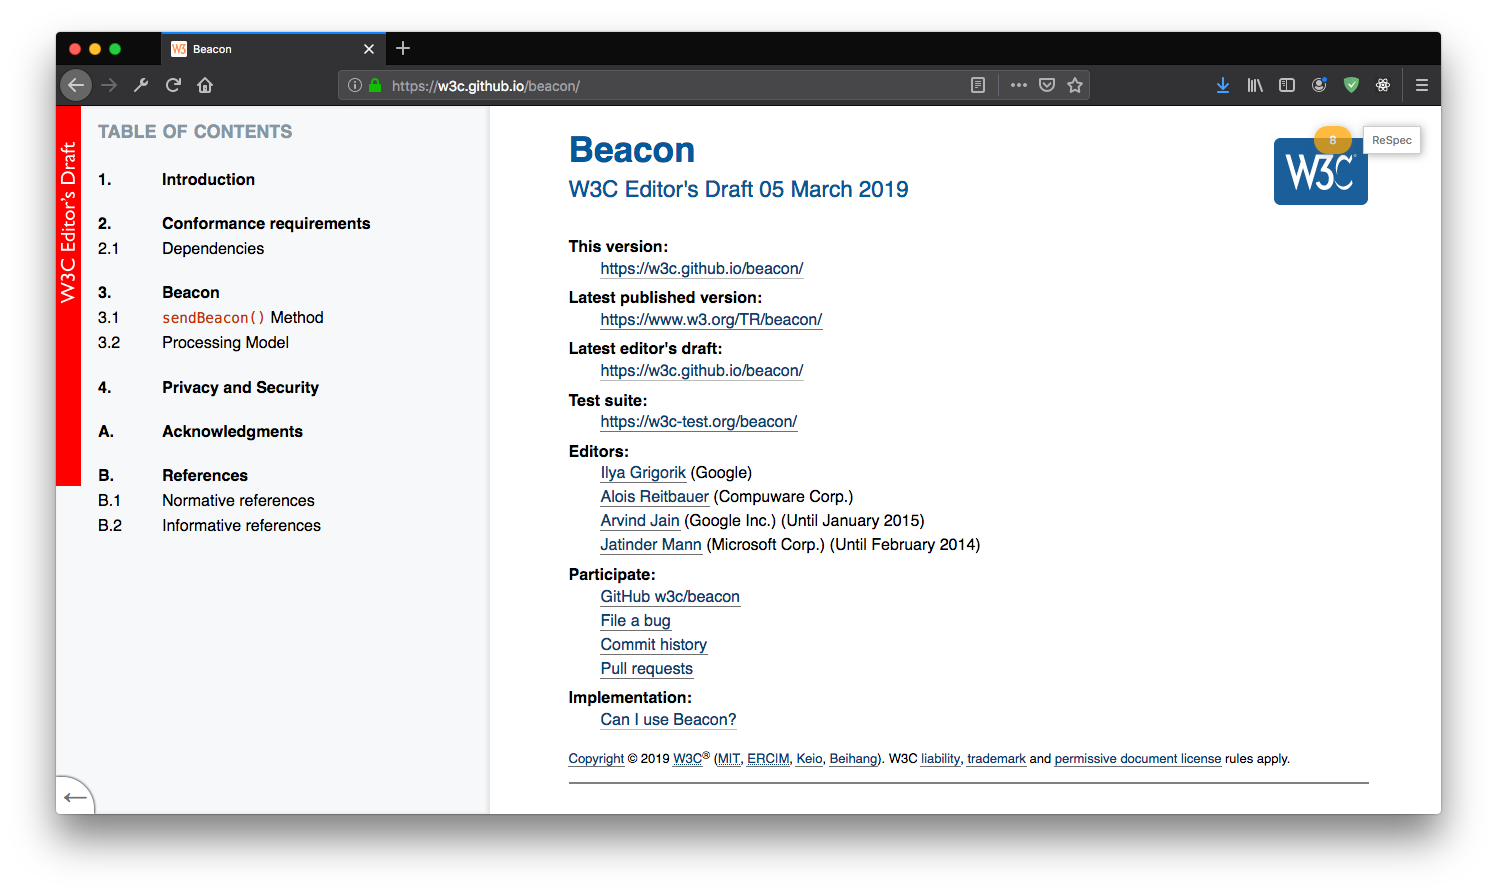 W3 Beacon
https://w3c.github.io/beacon/
W3C Editor's Draft
TABLE OF CONTENTS
1. Introduction
2. Conformance requirements
2.1 Dependencies
3. Beacon
3.1 sendBeacon() Method
3.2 Processing Model
4. Privacy and Security
A. Acknowledgments
B. References
B.1 Normative references
B.2 Informative references
Beacon
W3C Editor's Draft 05 March 2019
8
ReSpec
W3C
This version:
https://w3c.github.io/beacon/
Latest published version:
https://www.w3.org/TR/beacon/
Latest editor's draft:
https://w3c.github.io/beacon/
Test suite:
https://w3c-test.org/beacon/
Editors:
Ilya Grigorik (Google)
Alois Reitbauer (Compuware Corp.)
Arvind Jain (Google Inc.) (Until January 2015)
Jatinder Mann (Microsoft Corp.) (Until February 2014)
Participate:
GitHub w3c/beacon
File a bug
Commit history
Pull requests
Implementation:
Can I use Beacon?
Copyright © 2019 W3C® (MIT, ERCIM, Keio, Beihang). W3C liability, trademark and permissive document license rules apply.